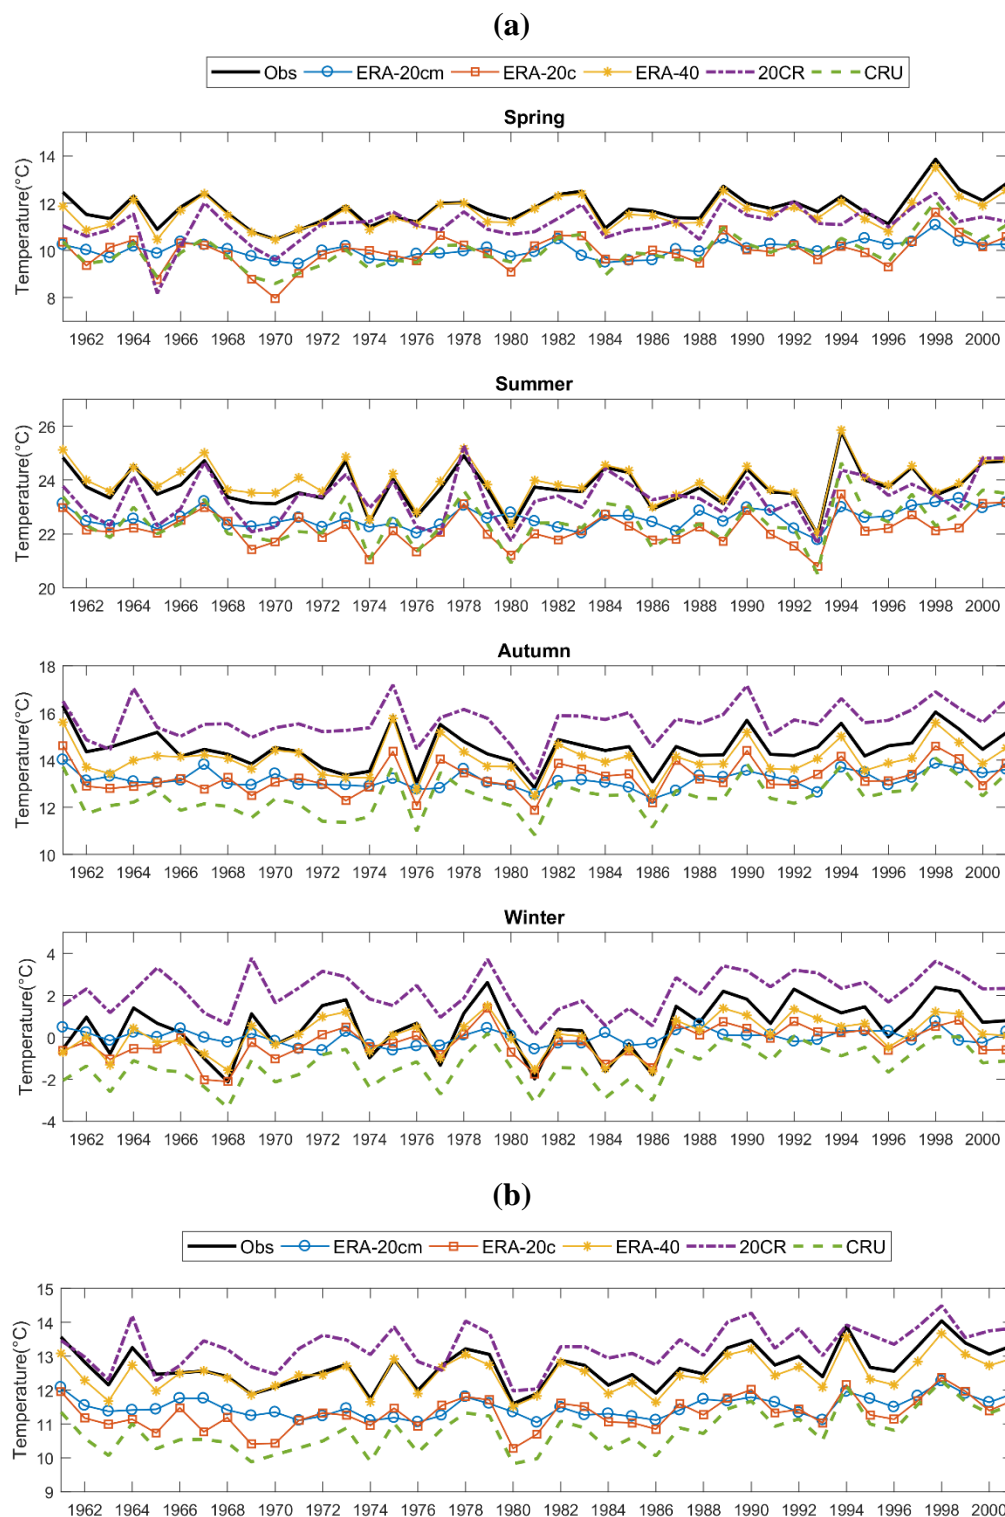 (a)
Obs ERA-20cm ERA-20c ERA-40 20CR CRU
Spring
Temperature(°C)
14
12
10
8
1962 1964 1966 1968 1970 1972 1974 1976 1978 1980 1982 1984 1986 1988 1990 1992 1994 1996 1998 2000
Summer
Temperature(°C)
26
24
22
20
1962 1964 1966 1968 1970 1972 1974 1976 1978 1980 1982 1984 1986 1988 1990 1992 1994 1996 1998 2000
Autumn
Temperature(°C)
18
16
14
12
10
1962 1964 1966 1968 1970 1972 1974 1976 1978 1980 1982 1984 1986 1988 1990 1992 1994 1996 1998 2000
Winter
Temperature(°C)
4
2
0
-2
-4
1962 1964 1966 1968 1970 1972 1974 1976 1978 1980 1982 1984 1986 1988 1990 1992 1994 1996 1998 2000
(b)
Obs ERA-20cm ERA-20c ERA-40 20CR CRU
Temperature(°C)
15
14
13
12
11
10
9
1962 1964 1966 1968 1970 1972 1974 1976 1978 1980 1982 1984 1986 1988 1990 1992 1994 1996 1998 2000